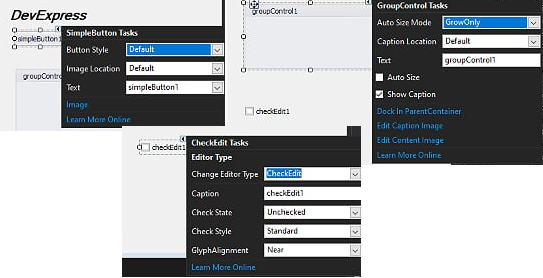 DevExpress
simpleButton1
SimpleButton Tasks
Button Style Default
Image Location Default
Text simpleButton1
Image
Learn More Online
groupControl1
groupControl1
checkEdit1
GroupControl Tasks
Auto Size Mode GrowOnly
Caption Location Default
Text groupControl1
Auto Size
Show Caption
Dock In ParentContainer
Edit Caption Image
Edit Content Image
Learn More Online
checkEdit1
CheckEdit Tasks
Editor Type
Change Editor Type CheckEdit
Caption checkEdit1
Check State Unchecked
Check Style Standard
GlyphAlignment Near
Learn More Online